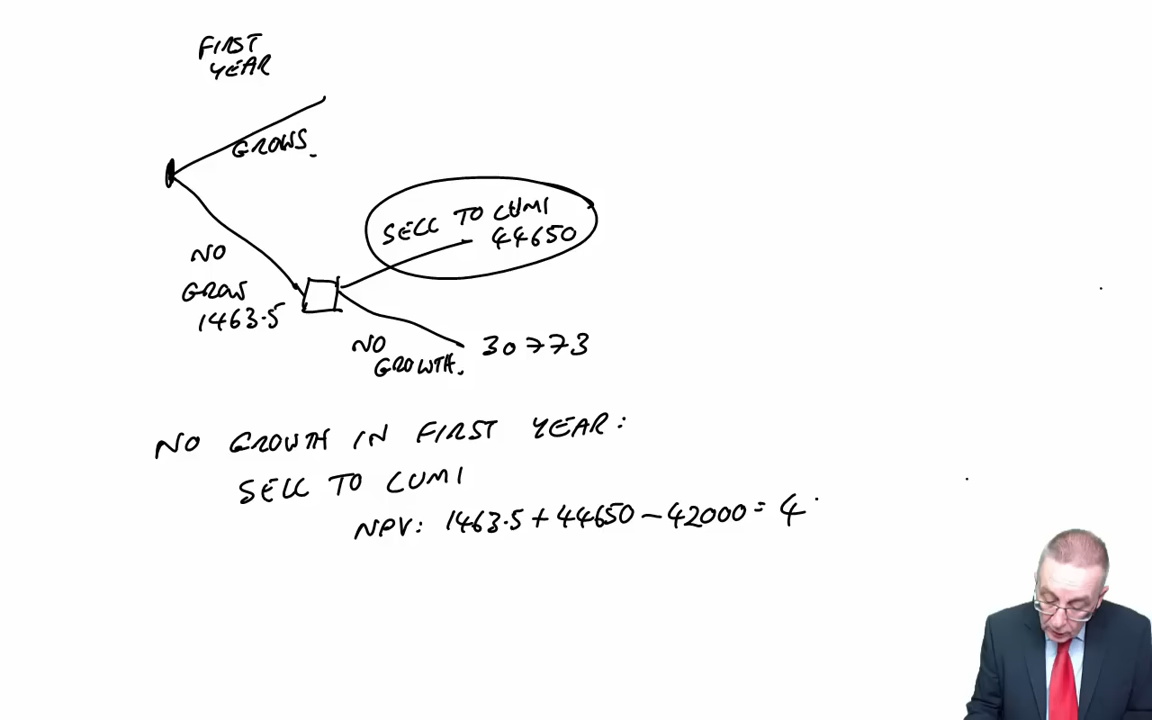 FIRST
YEAR
GROWS.
SELL TO CUMI
44650
NO
GROW
1463.5
NO
GROWTH.
30773
NO GROWTH IN FIRST YEAR:
SELL TO CUMI
NPV: 1463.5 + 44650 - 42000 = 4